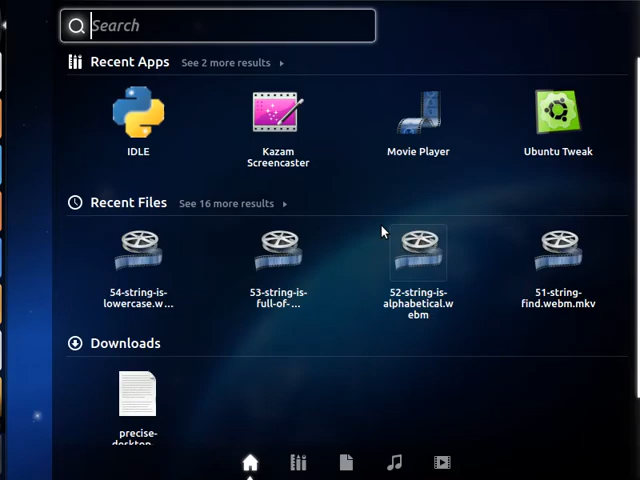 Search
Recent Apps See 2 more results
IDLE
Kazam
Screencaster
Movie Player
Ubuntu Tweak
Recent Files See 16 more results
54-string-is-
lowercase.w...
53-string-is-
full-of-...
52-string-is-
alphabetical.w
ebm
51-string-
find.webm.mkv
Downloads
precise-
desktop-